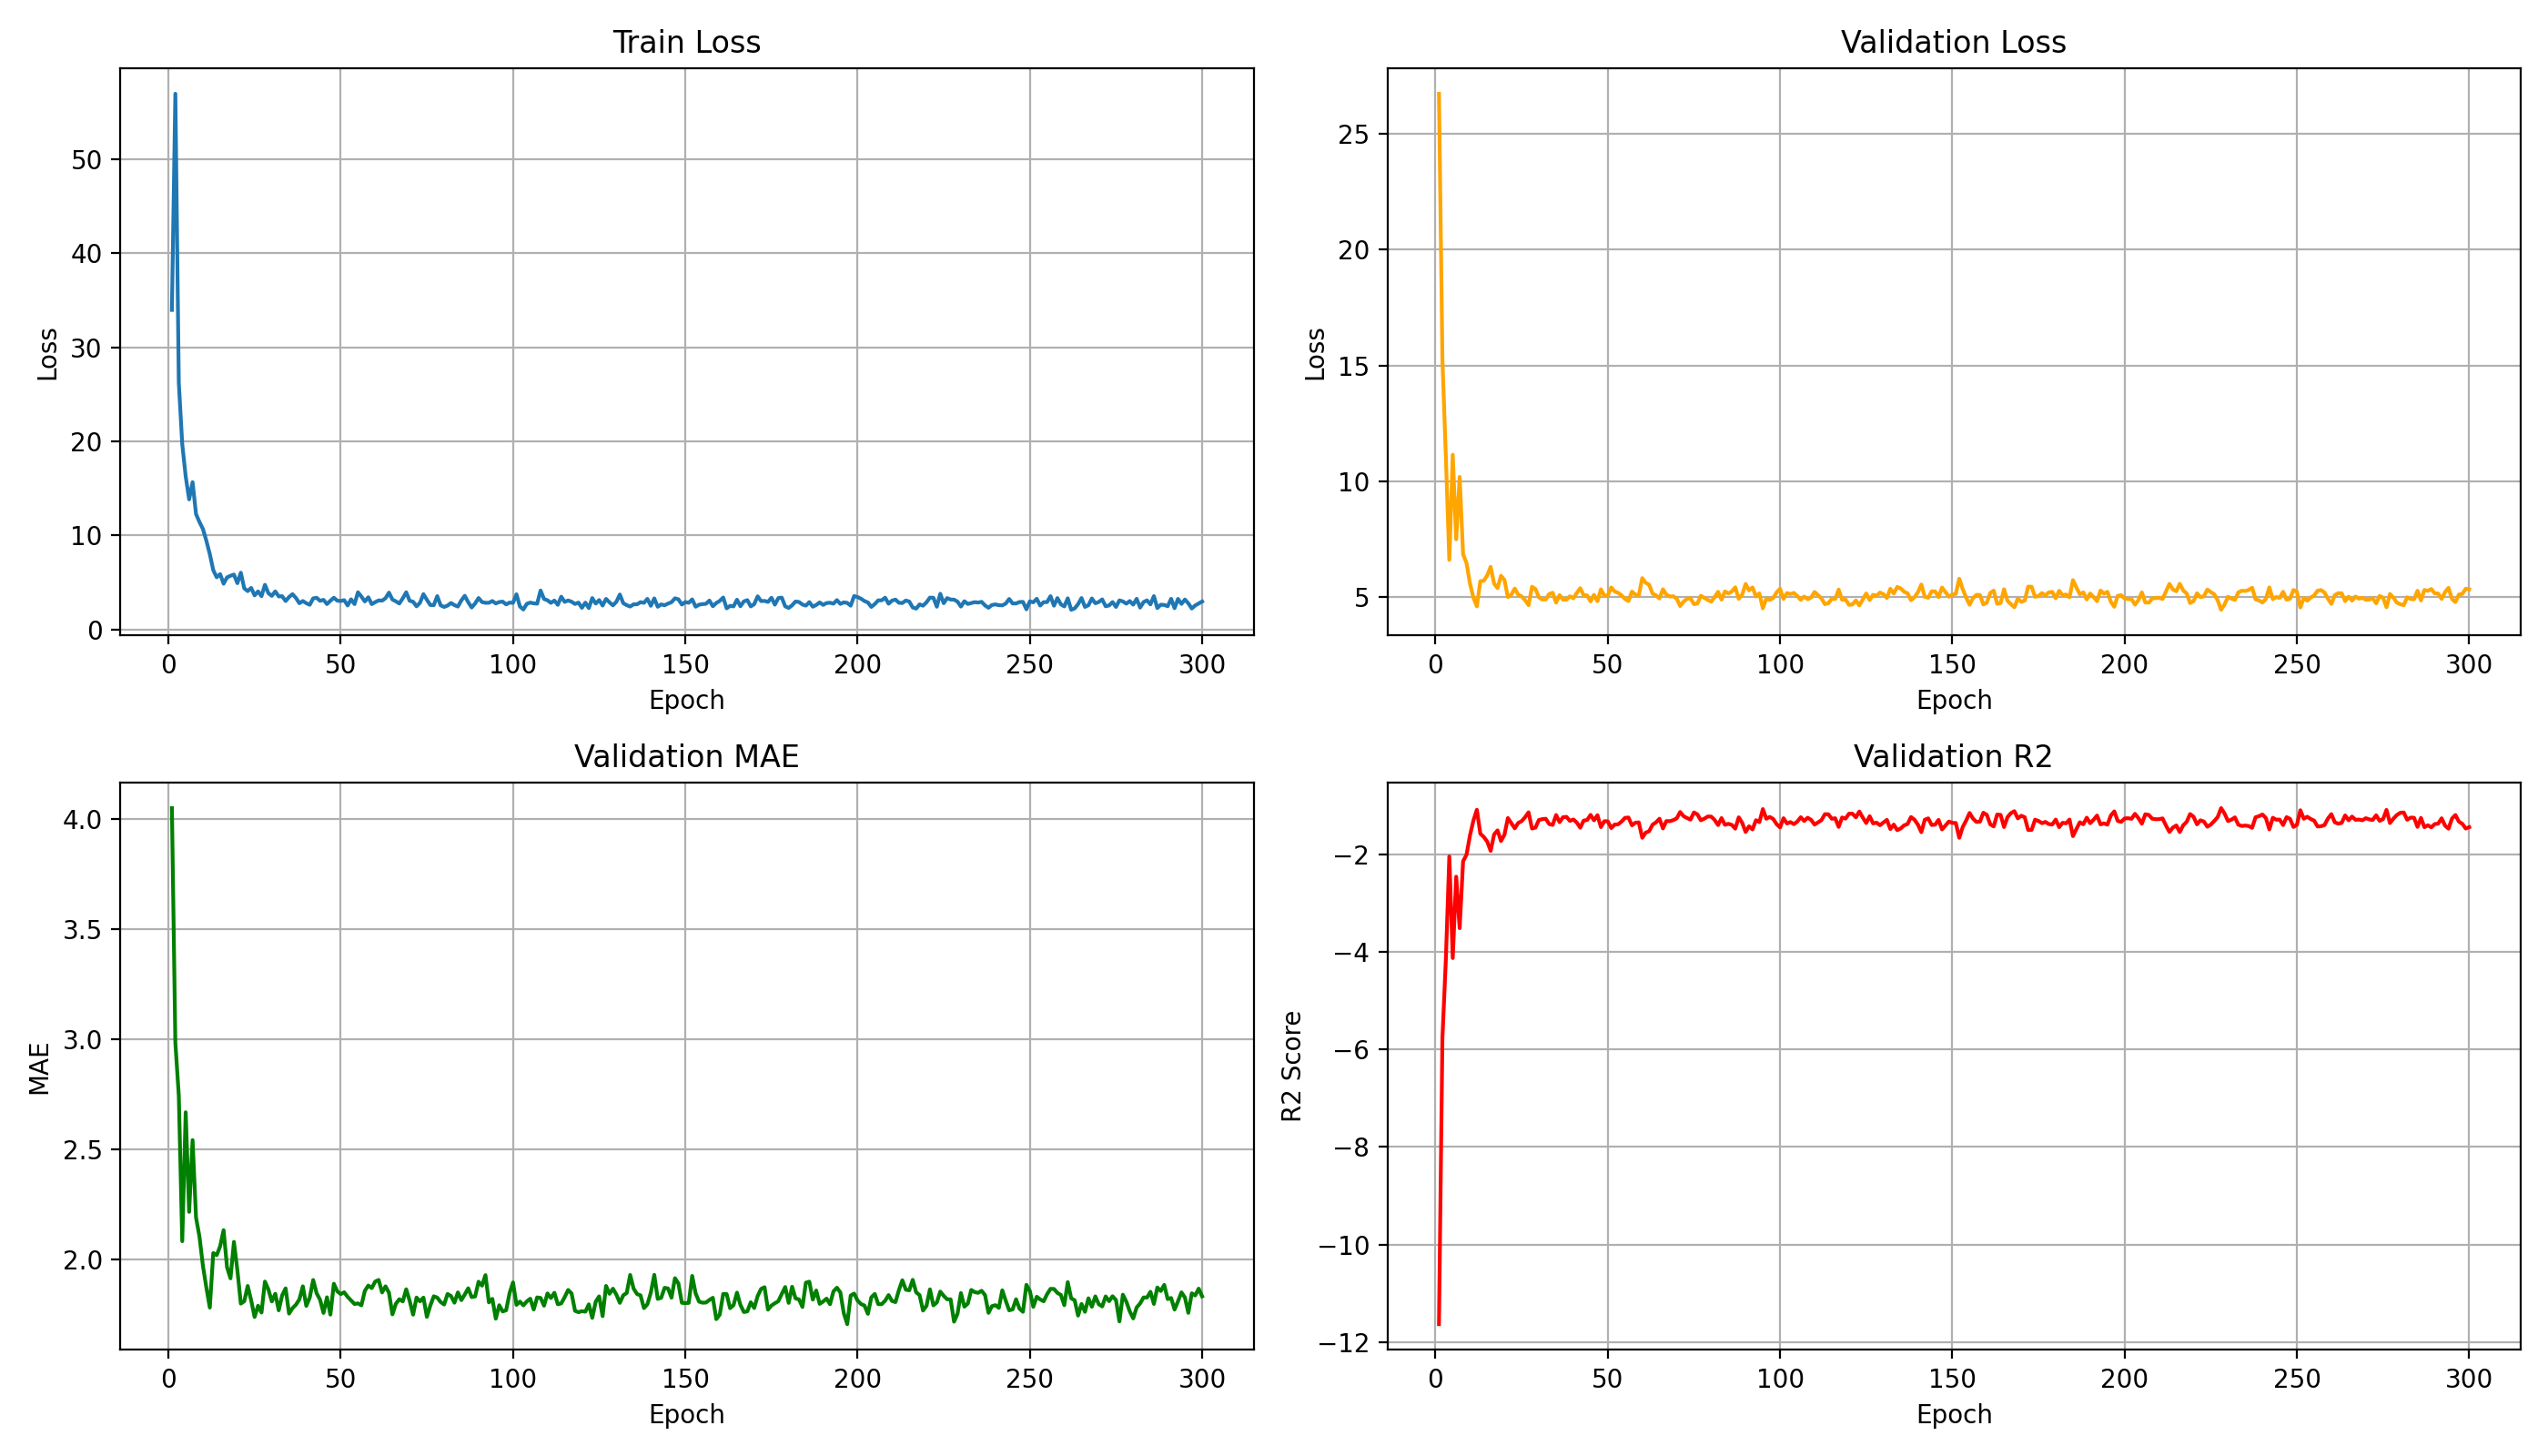 Train Loss
50
40
30
20
10
0
Loss
0 50 100 150 200 250 300
Epoch
Validation Loss
25
20
15
10
5
Loss
0 50 100 150 200 250 300
Epoch
Validation MAE
4.0
3.5
3.0
2.5
2.0
MAE
0 50 100 150 200 250 300
Epoch
Validation R2
−2
−4
−6
−8
−10
−12
R2 Score
0 50 100 150 200 250 300
Epoch